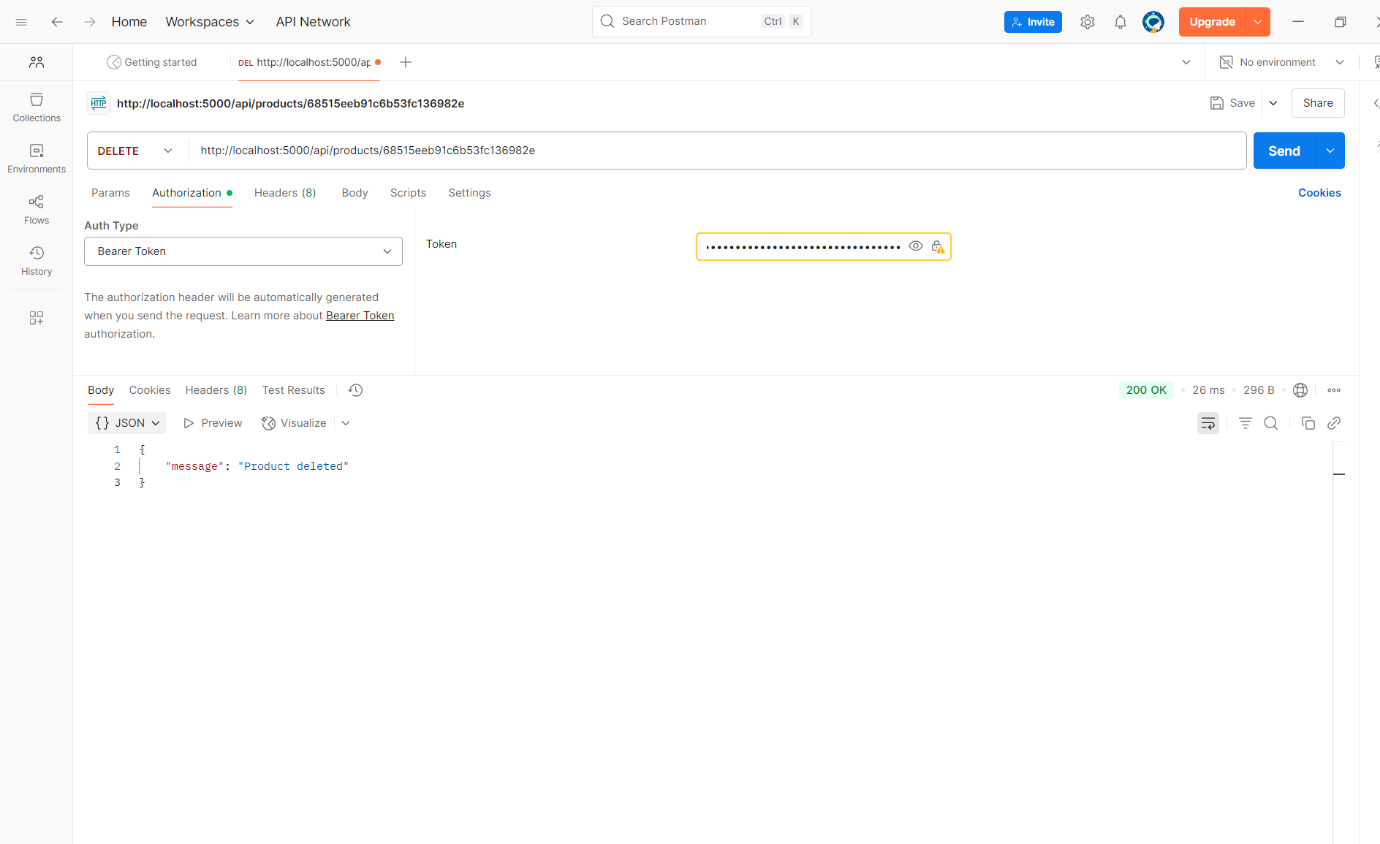 Home Workspaces API Network Search Postman Ctrl K Invite Upgrade
Getting started DEL http://localhost:5000/ap No environment
HTTP http://localhost:5000/api/products/68515eeb91c6b53fc136982e Save Share
Collections
DELETE http://localhost:5000/api/products/68515eeb91c6b53fc136982e Send
Environments
Params Authorization Headers (8) Body Scripts Settings Cookies
Flows
Auth Type
Token
Bearer Token
History
The authorization header will be automatically generated
when you send the request. Learn more about Bearer Token
authorization.
Body Cookies Headers (8) Test Results 200 OK 26 ms 296 B
{} JSON Preview Visualize
1 {
2 "message": "Product deleted"
3 }